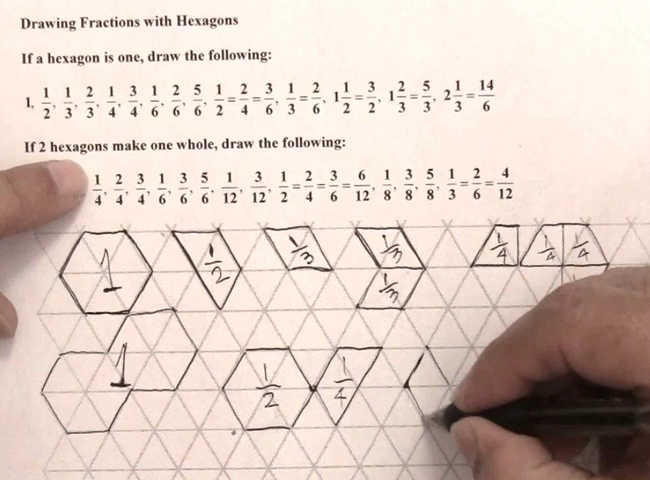 Drawing Fractions with Hexagons
If a hexagon is one, draw the following:
1, 1/2, 1/3, 2/3, 1/4, 3/4, 1/6, 2/6, 5/6, 1/2=2/4=3/6, 1/3=2/6, 1 1/2=3/2, 1 2/3=5/3, 2 1/3=14/6
If 2 hexagons make one whole, draw the following:
1/4, 2/4, 3/4, 1/6, 3/6, 5/6, 1/12, 3/12, 1/2=2/4=3/6=6/12, 1/8, 3/8, 5/8, 1/3=2/6=4/12
1 1/2 1/3 1/3 1/4 1/4 1/4
1/3
1 1/2 1/4